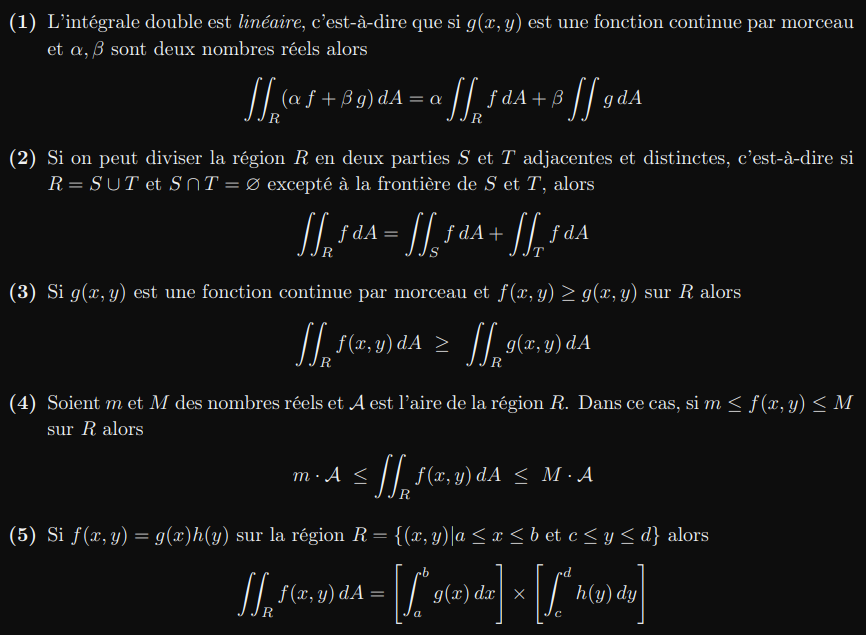 (1) L'intégrale double est linéaire, c'est-à-dire que si g(x, y) est une fonction continue par morceau
et α, β sont deux nombres réels alors
∬_R (α f + β g) dA = α ∬_R f dA + β ∬ g dA
(2) Si on peut diviser la région R en deux parties S et T adjacentes et distinctes, c'est-à-dire si
R = S ∪ T et S ∩ T = ∅ excepté à la frontière de S et T, alors
∬_R f dA = ∬_S f dA + ∬_T f dA
(3) Si g(x, y) est une fonction continue par morceau et f(x, y) ≥ g(x, y) sur R alors
∬_R f(x, y) dA ≥ ∬_R g(x, y) dA
(4) Soient m et M des nombres réels et 𝒜 est l'aire de la région R. Dans ce cas, si m ≤ f(x, y) ≤ M
sur R alors
m · 𝒜 ≤ ∬_R f(x, y) dA ≤ M · 𝒜
(5) Si f(x, y) = g(x)h(y) sur la région R = {(x, y)|a ≤ x ≤ b et c ≤ y ≤ d} alors
∬_R f(x, y) dA = [∫_a^b g(x) dx] × [∫_c^d h(y) dy]